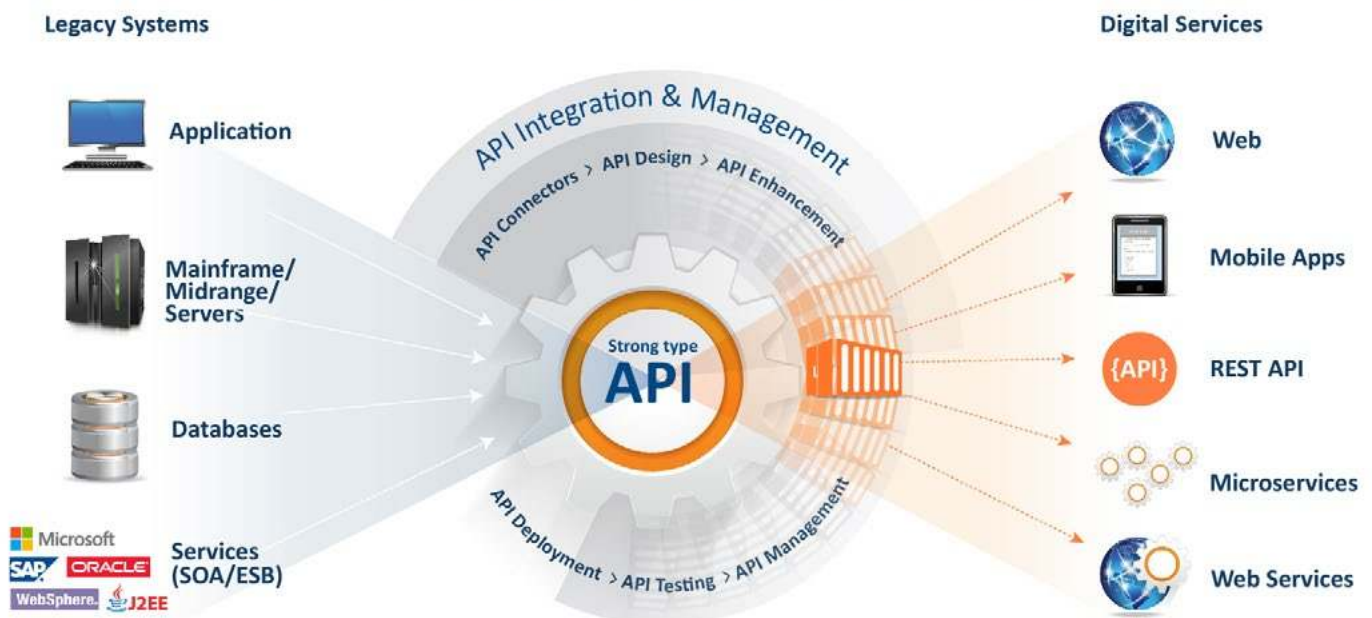 Legacy Systems
Application
Mainframe/
Midrange/
Servers
Databases
Microsoft
SAP
ORACLE
WebSphere.
J2EE
Services
(SOA/ESB)
API Integration & Management
API Connectors > API Design > API Enhancement
Strong type
API
API Deployment > API Testing > API Management
Digital Services
Web
Mobile Apps
{API}
REST API
Microservices
Web Services